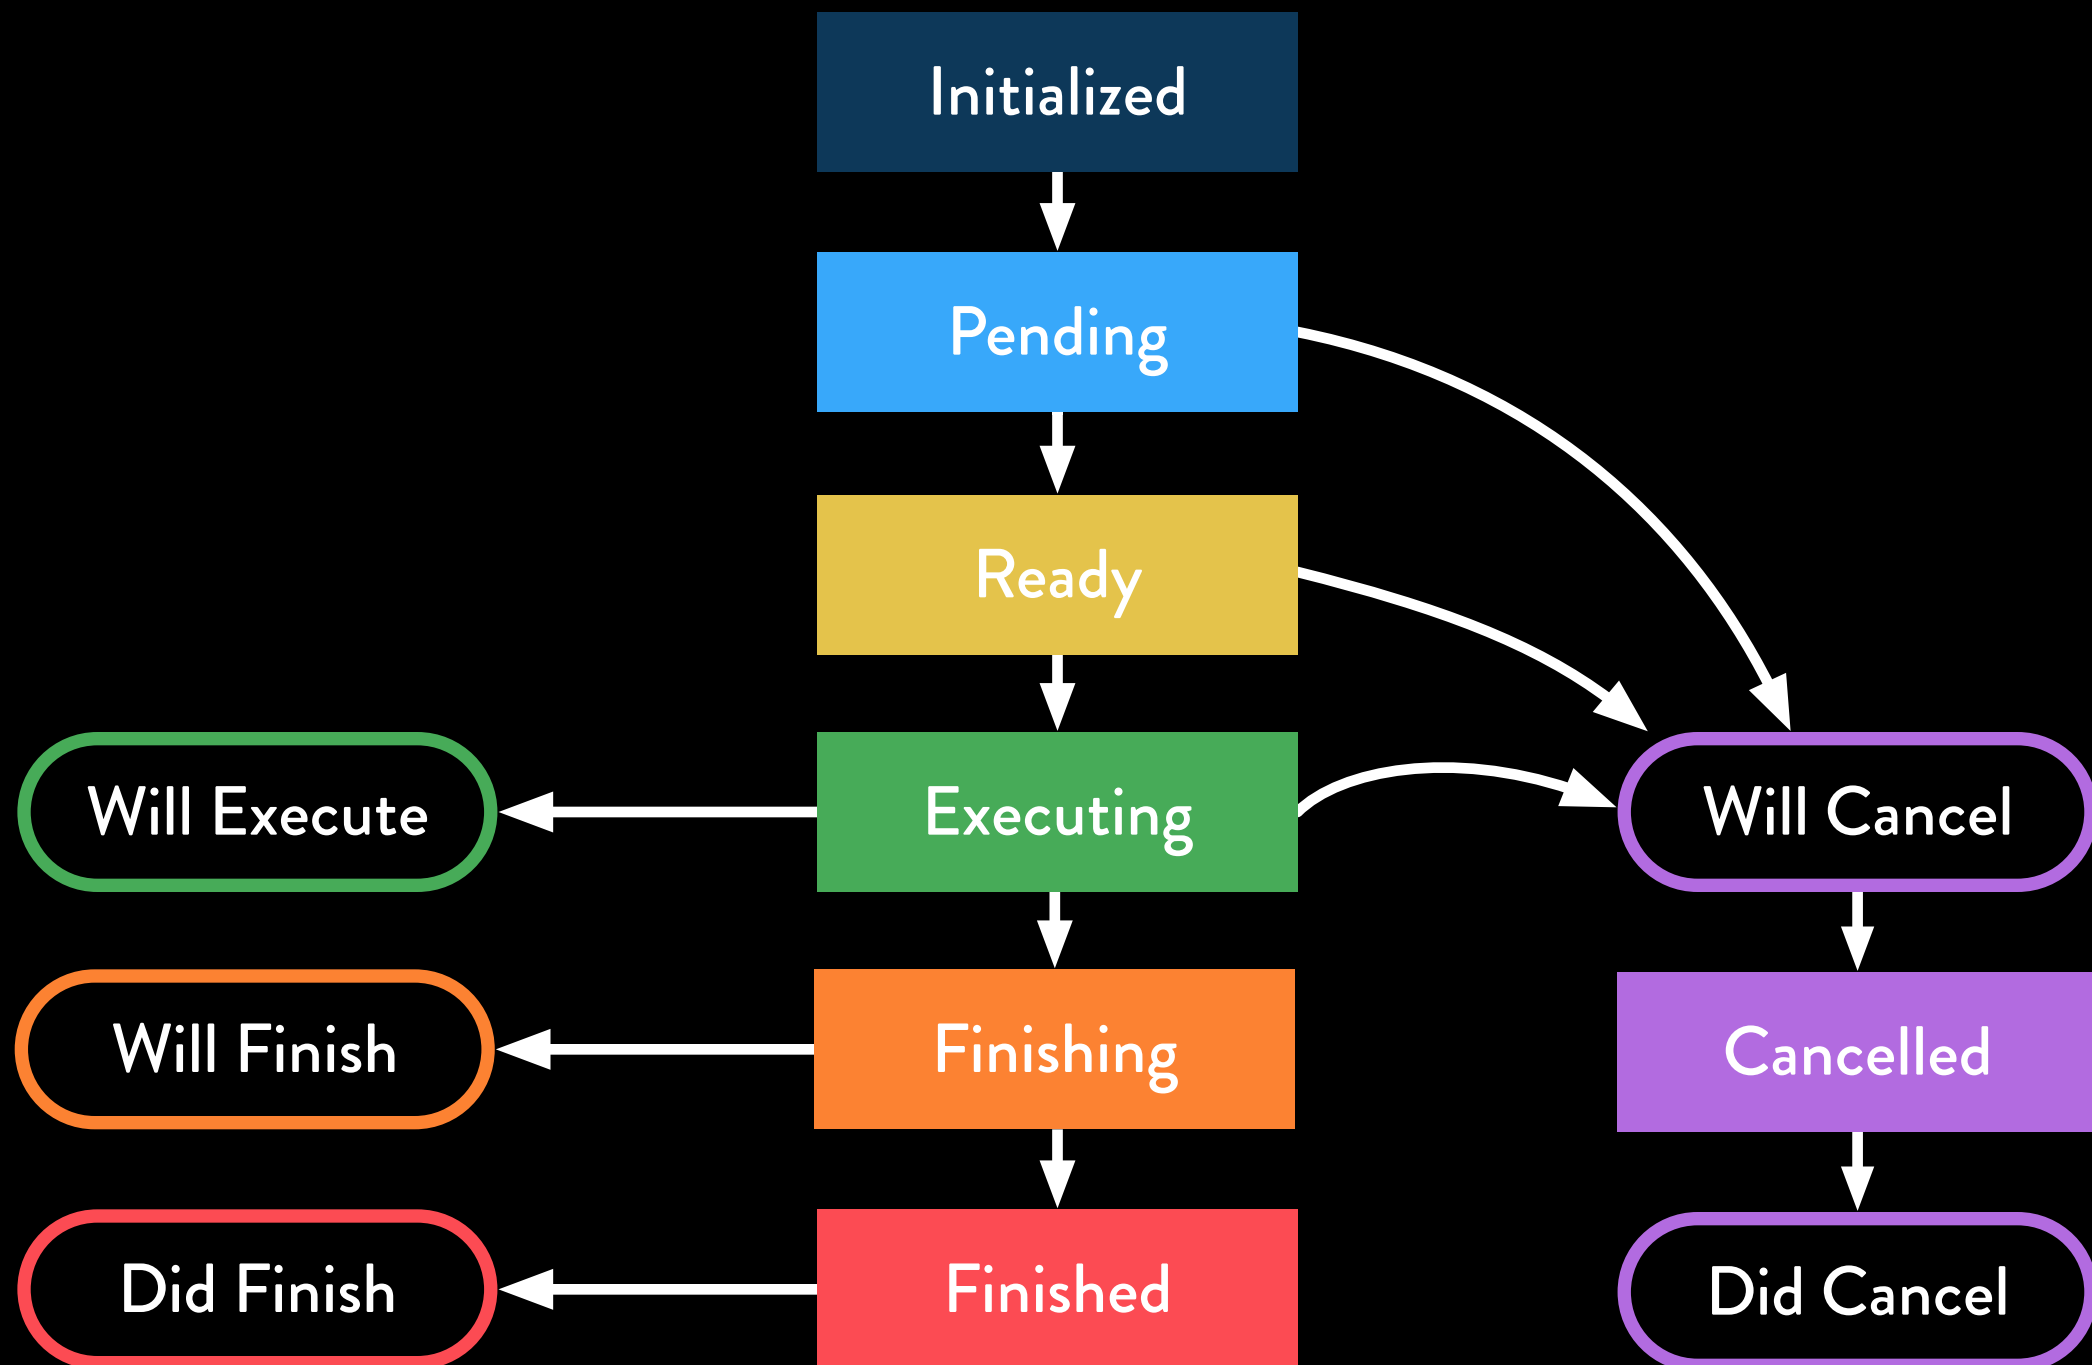 Initialized
Pending
Ready
Will Execute
Executing
Will Cancel
Will Finish
Finishing
Cancelled
Did Finish
Finished
Did Cancel